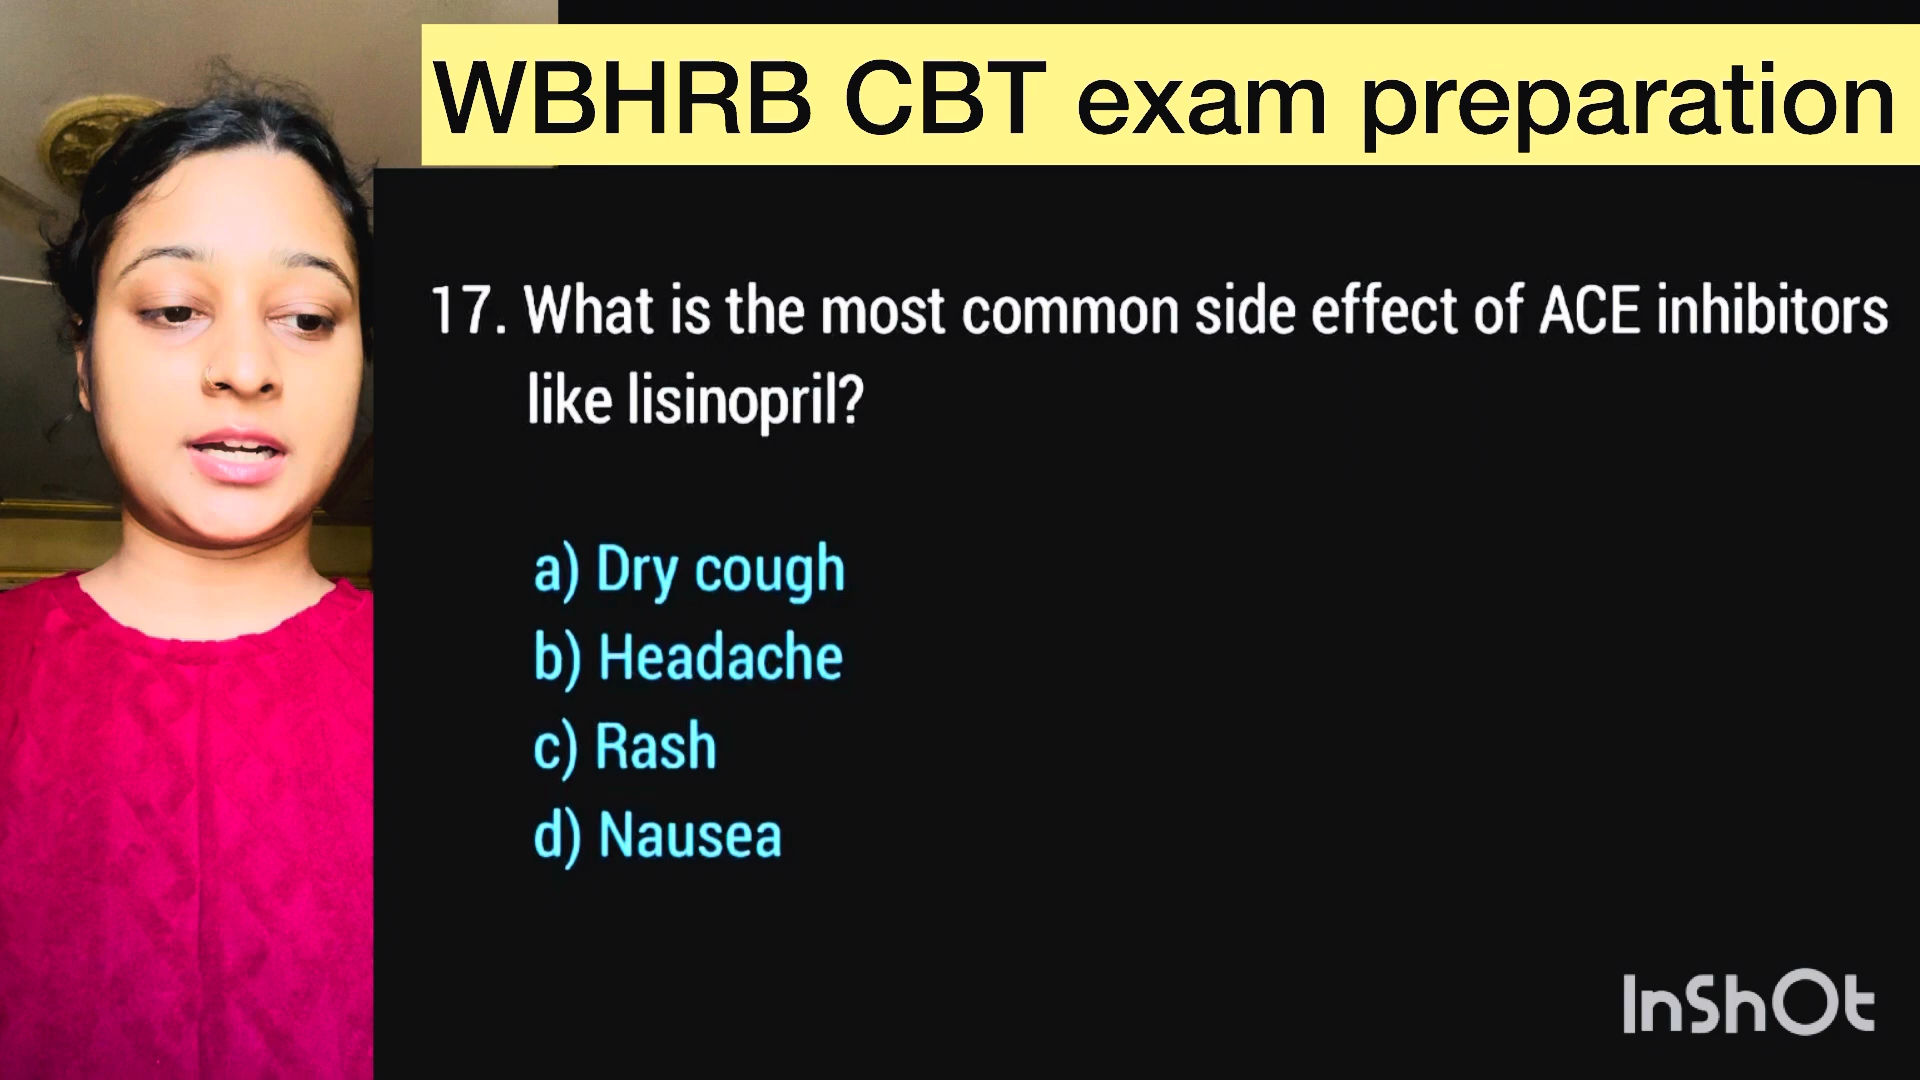 WBHRB CBT exam preparation
17. What is the most common side effect of ACE inhibitors
like lisinopril?
a) Dry cough
b) Headache
c) Rash
d) Nausea
InShOt